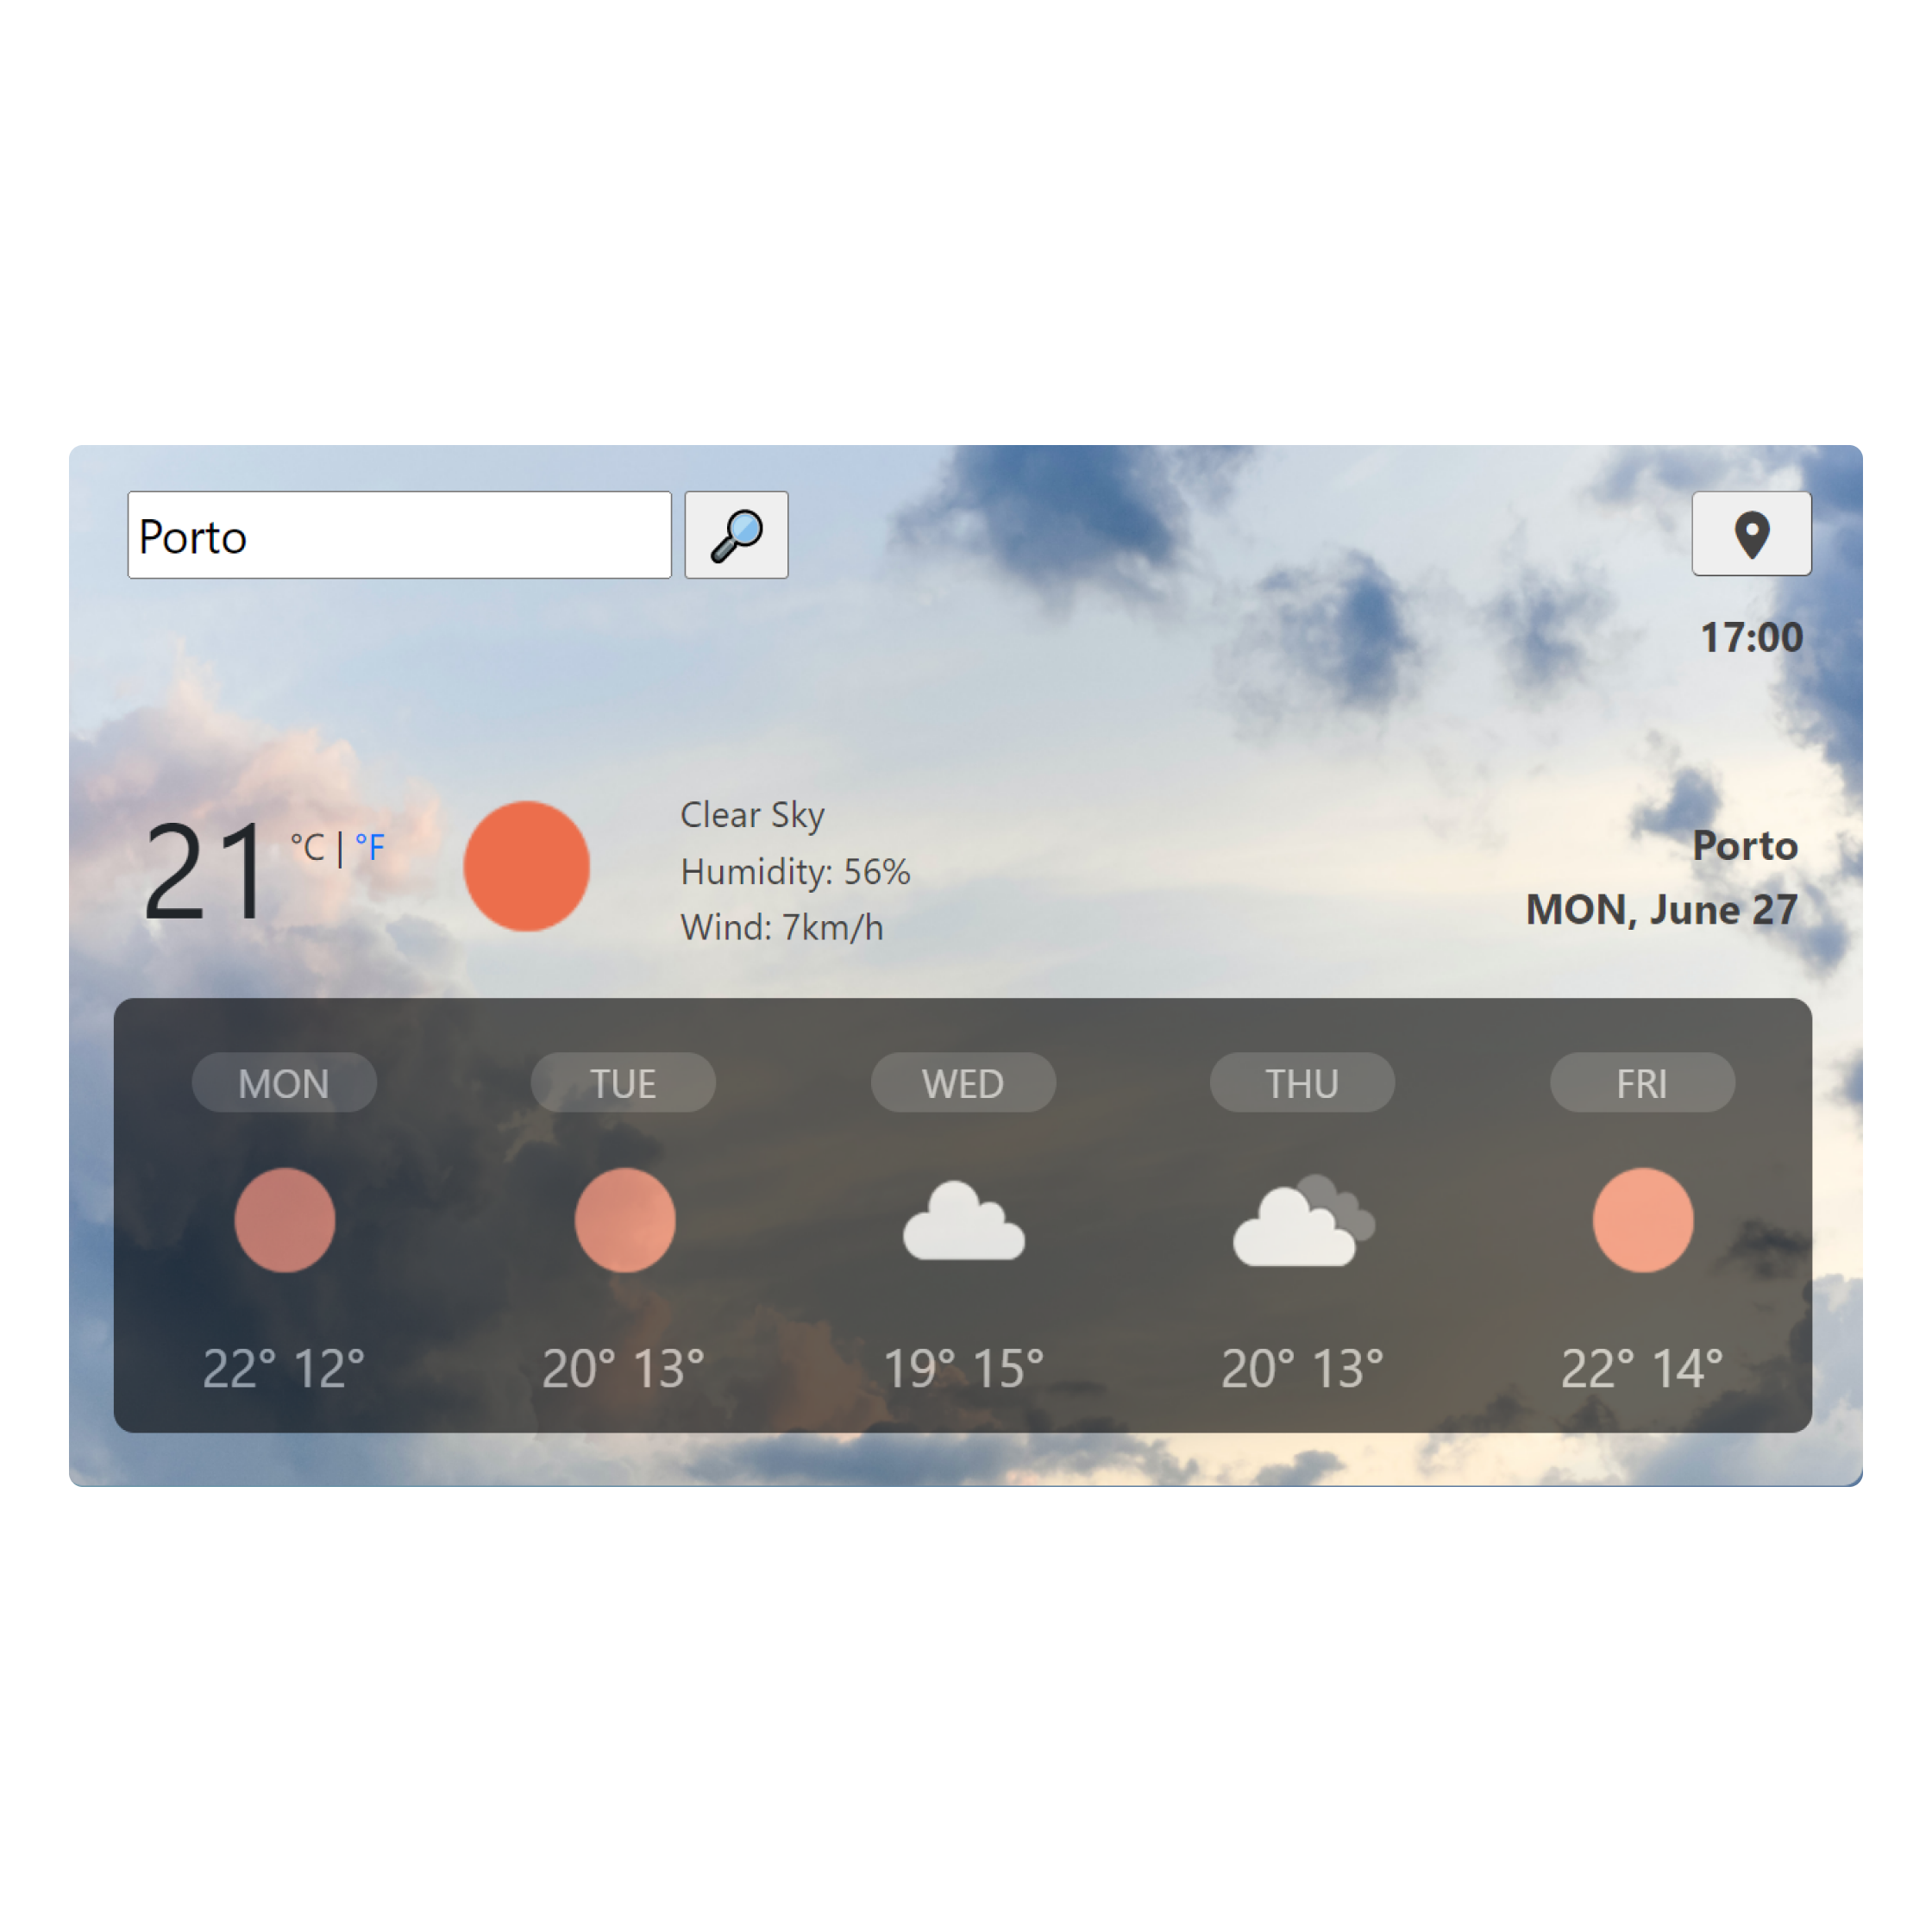 Porto
17:00
21 °C | °F
Clear Sky
Humidity: 56%
Wind: 7km/h
Porto
MON, June 27
MON TUE WED THU FRI
22° 12° 20° 13° 19° 15° 20° 13° 22° 14°